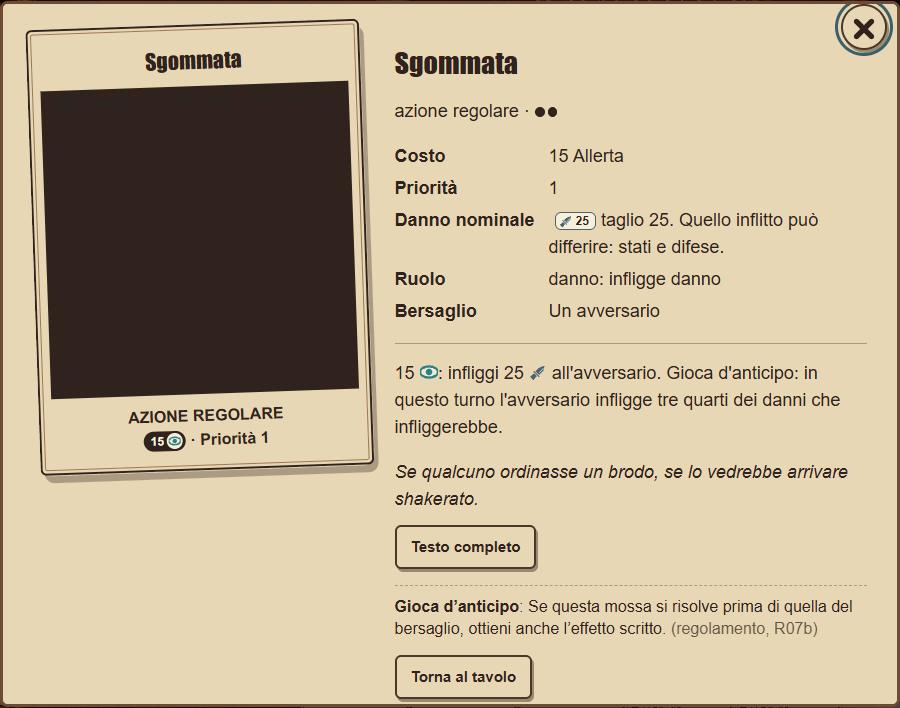 Sgommata
AZIONE REGOLARE
15 · Priorità 1
Sgommata
azione regolare · ●●
Costo 15 Allerta
Priorità 1
Danno nominale 25 taglio 25. Quello inflitto può
differire: stati e difese.
Ruolo danno: infligge danno
Bersaglio Un avversario
15 : infliggi 25 all'avversario. Gioca d'anticipo: in
questo turno l'avversario infligge tre quarti dei danni che
infliggerebbe.
Se qualcuno ordinasse un brodo, se lo vedrebbe arrivare
shakerato.
Testo completo
Gioca d’anticipo: Se questa mossa si risolve prima di quella del
bersaglio, ottieni anche l’effetto scritto. (regolamento, R07b)
Torna al tavolo